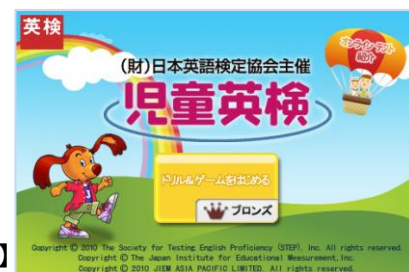 英検
オンラインテスト
紹介
(財)日本英語検定協会主催
児童英検
ドリル&ゲームをはじめる
ブロンズ
】
Copyright © 2010 The Society for Testing English Proficiency (STEP), Inc. All rights reserved.
Copyright © The Japan Institute for Educational Measurement, Inc.
Copyright © 2010 JIEM ASIA PACIFIC LIMITED. All rights reserved.